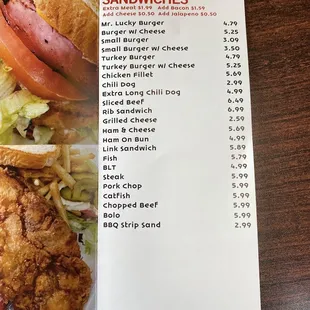 SANDWICHES
Extra Meat $1.99 Add Bacon $1.59
Add Cheese $0.50 Add Jalapeno $0.50
Mr. Lucky Burger 4.79
Burger W/ Cheese 5.25
Small Burger 3.09
Small Burger W/ Cheese 3.50
Turkey Burger 4.79
Turkey Burger W/ Cheese 5.25
Chicken Fillet 5.69
Chili Dog 2.99
Extra Long Chili Dog 4.99
Sliced Beef 6.49
Rib Sandwich 6.99
Grilled Cheese 2.59
Ham & Cheese 5.69
Ham On Bun 4.99
Link Sandwich 5.89
Fish 5.79
BLT 4.99
Steak 5.99
Pork Chop 5.99
Catfish 5.99
Chopped Beef 5.99
Bolo 5.99
BBQ Strip Sand 2.99